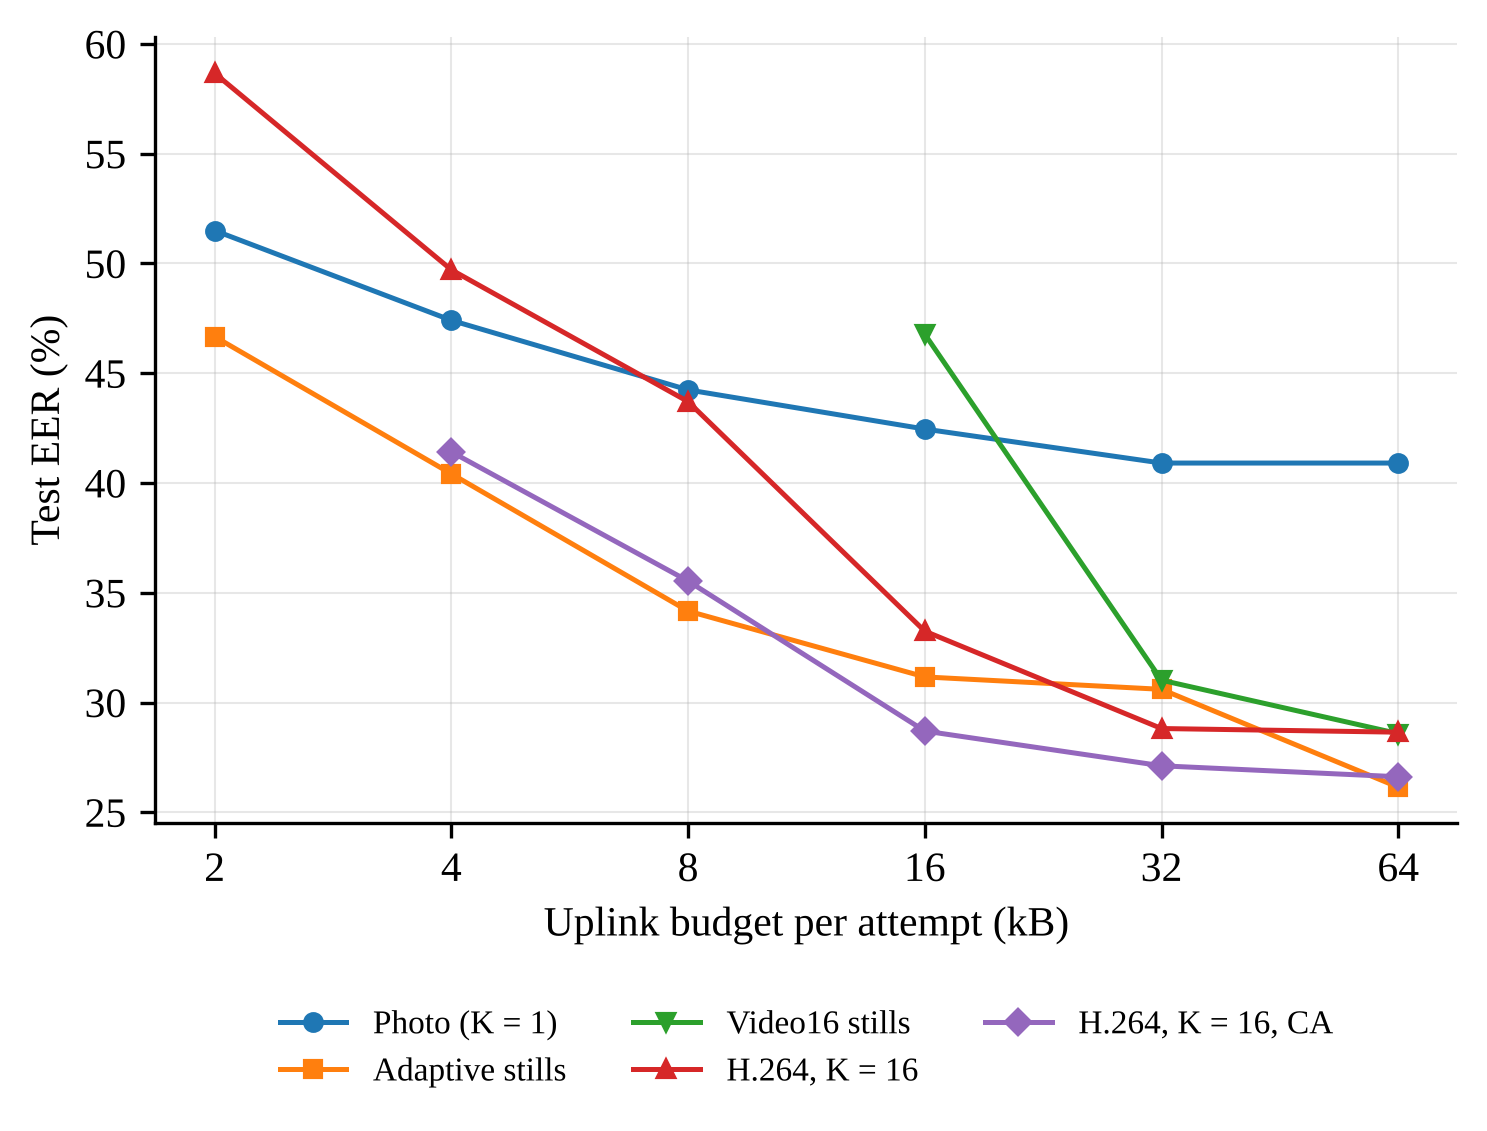 60
55
50
45
40
35
30
25
Test EER (%)
2 4 8 16 32 64
Uplink budget per attempt (kB)
Photo (K = 1)
Adaptive stills
Video16 stills
H.264, K = 16
H.264, K = 16, CA